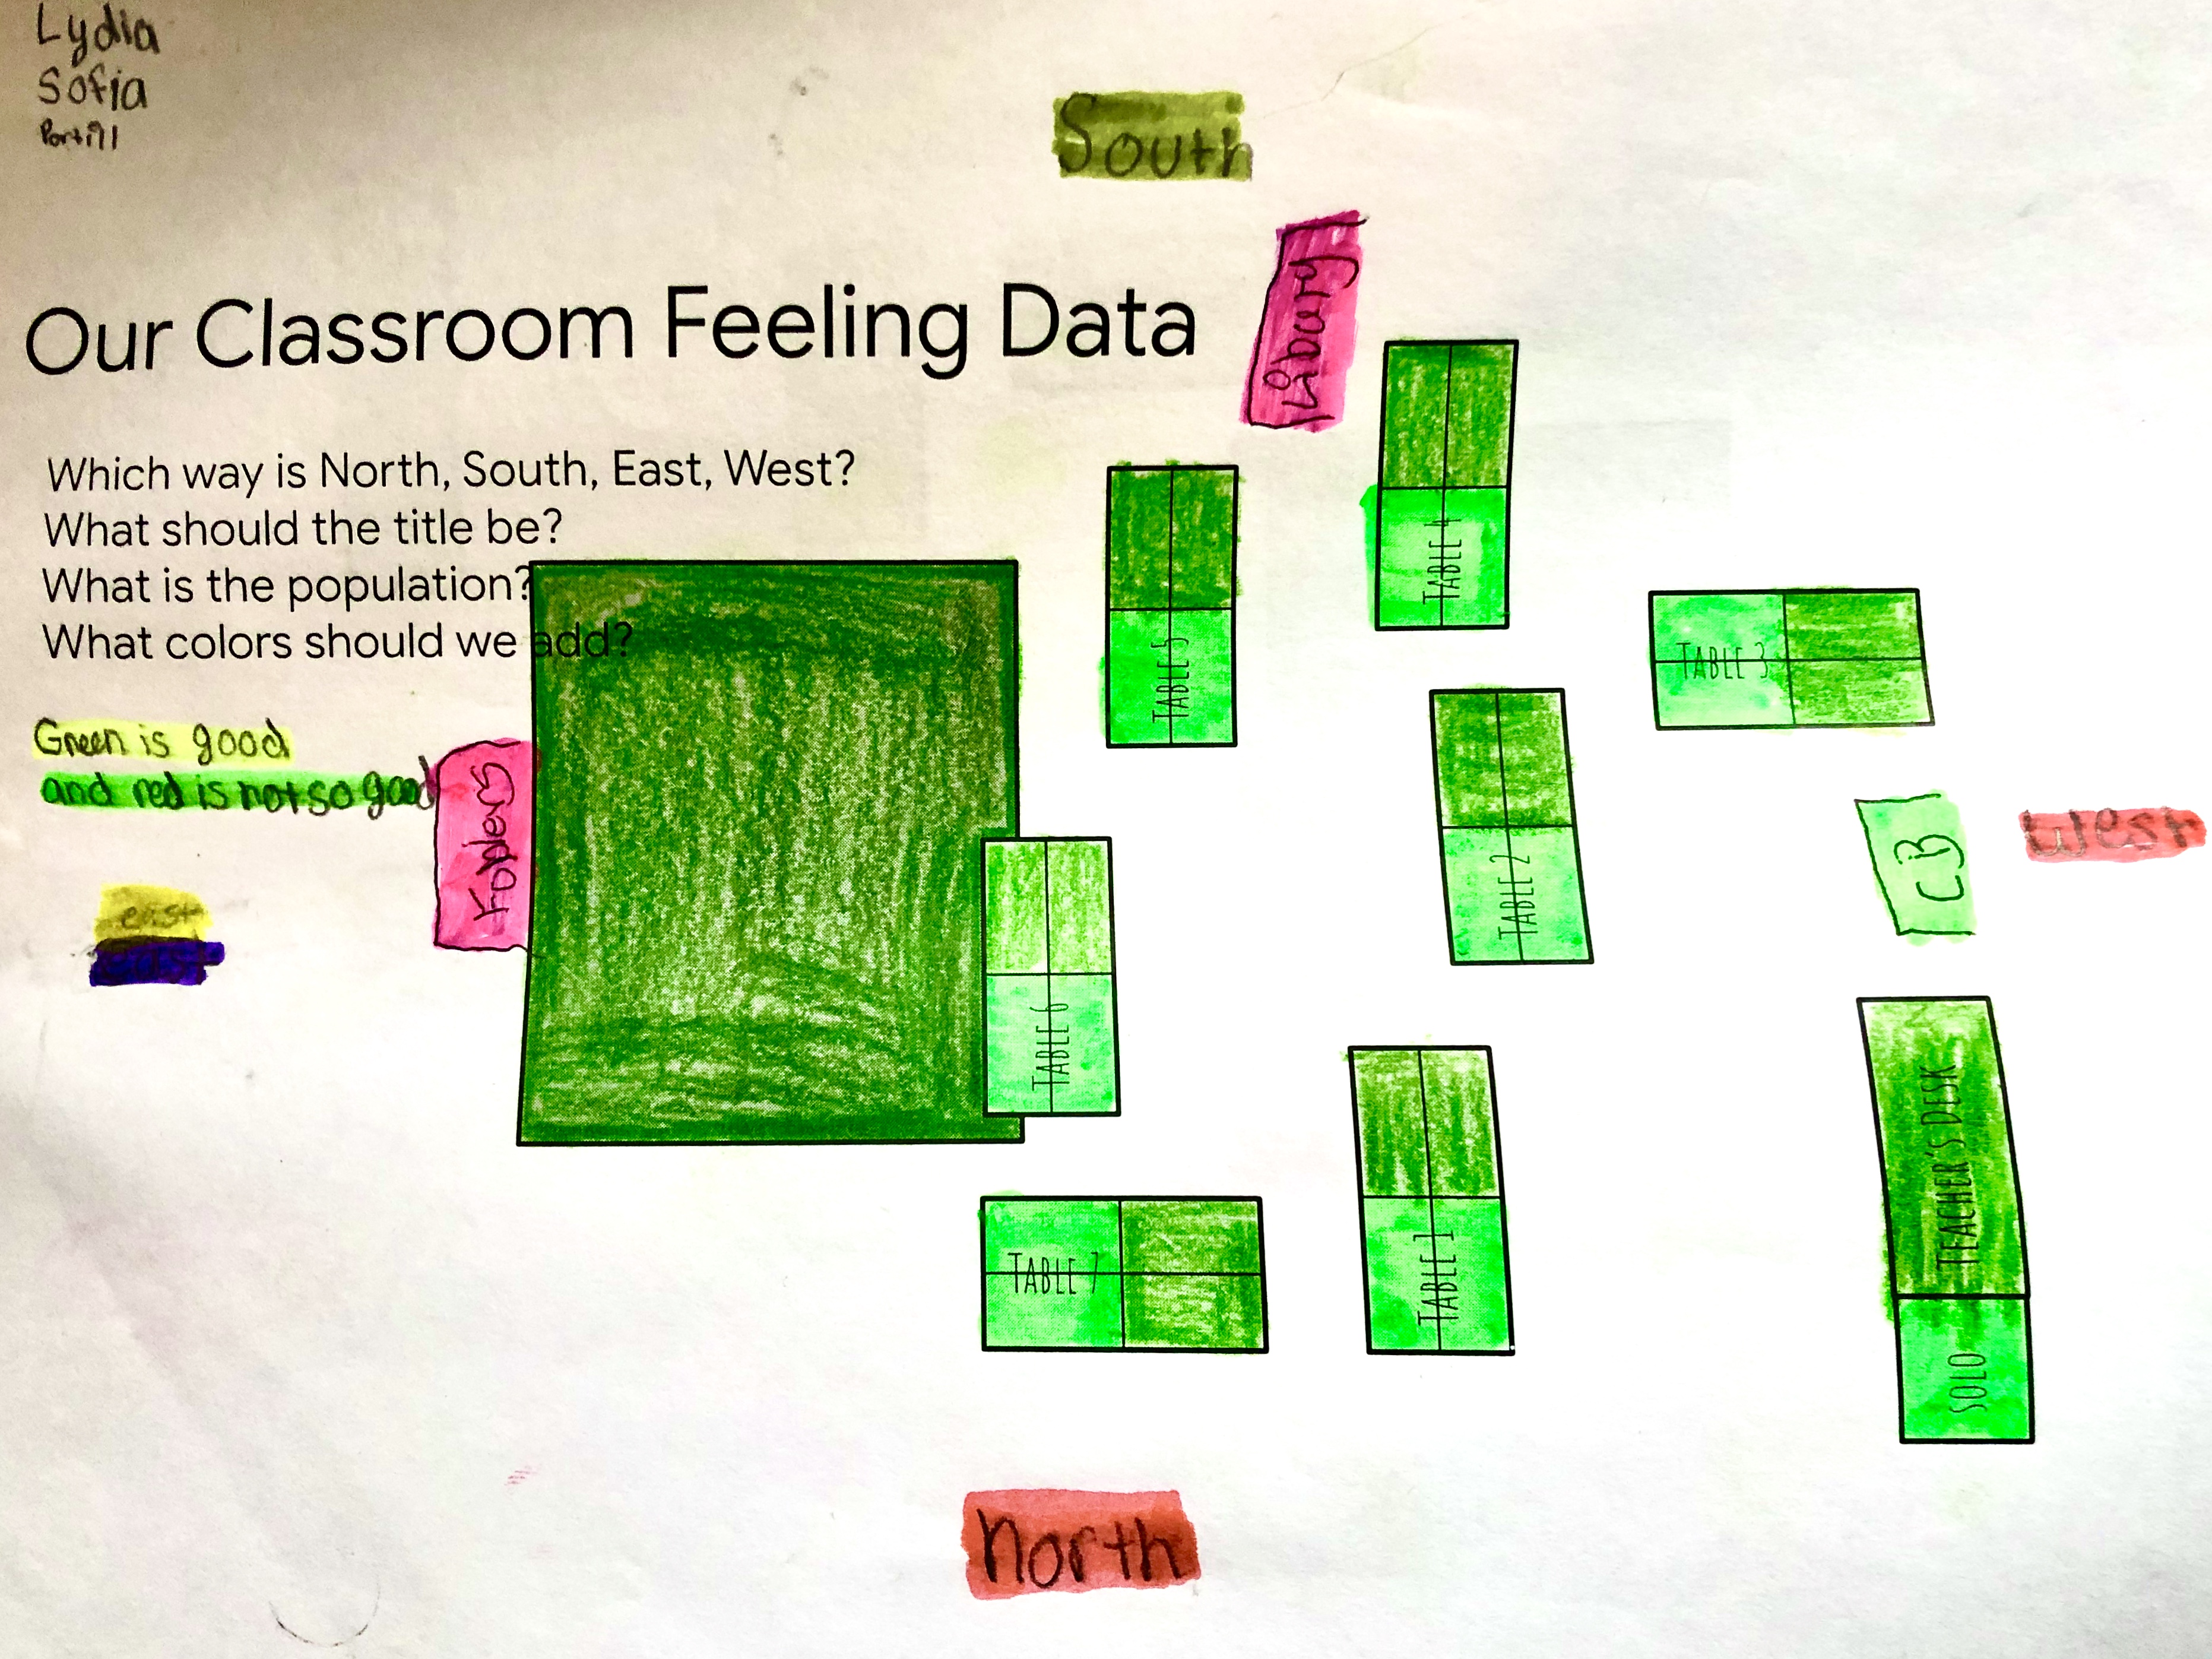 Lydia
Sofia
South
Our Classroom Feeling Data
Which way is North, South, East, West?
What should the title be?
What is the population?
What colors should we add?
Green is good
and red is not so good
east
east
Table 5
Table 4
Table 3
Table 2
CB
West
Table 6
Table 7
Table 1
Teacher's Desk
Solo
North